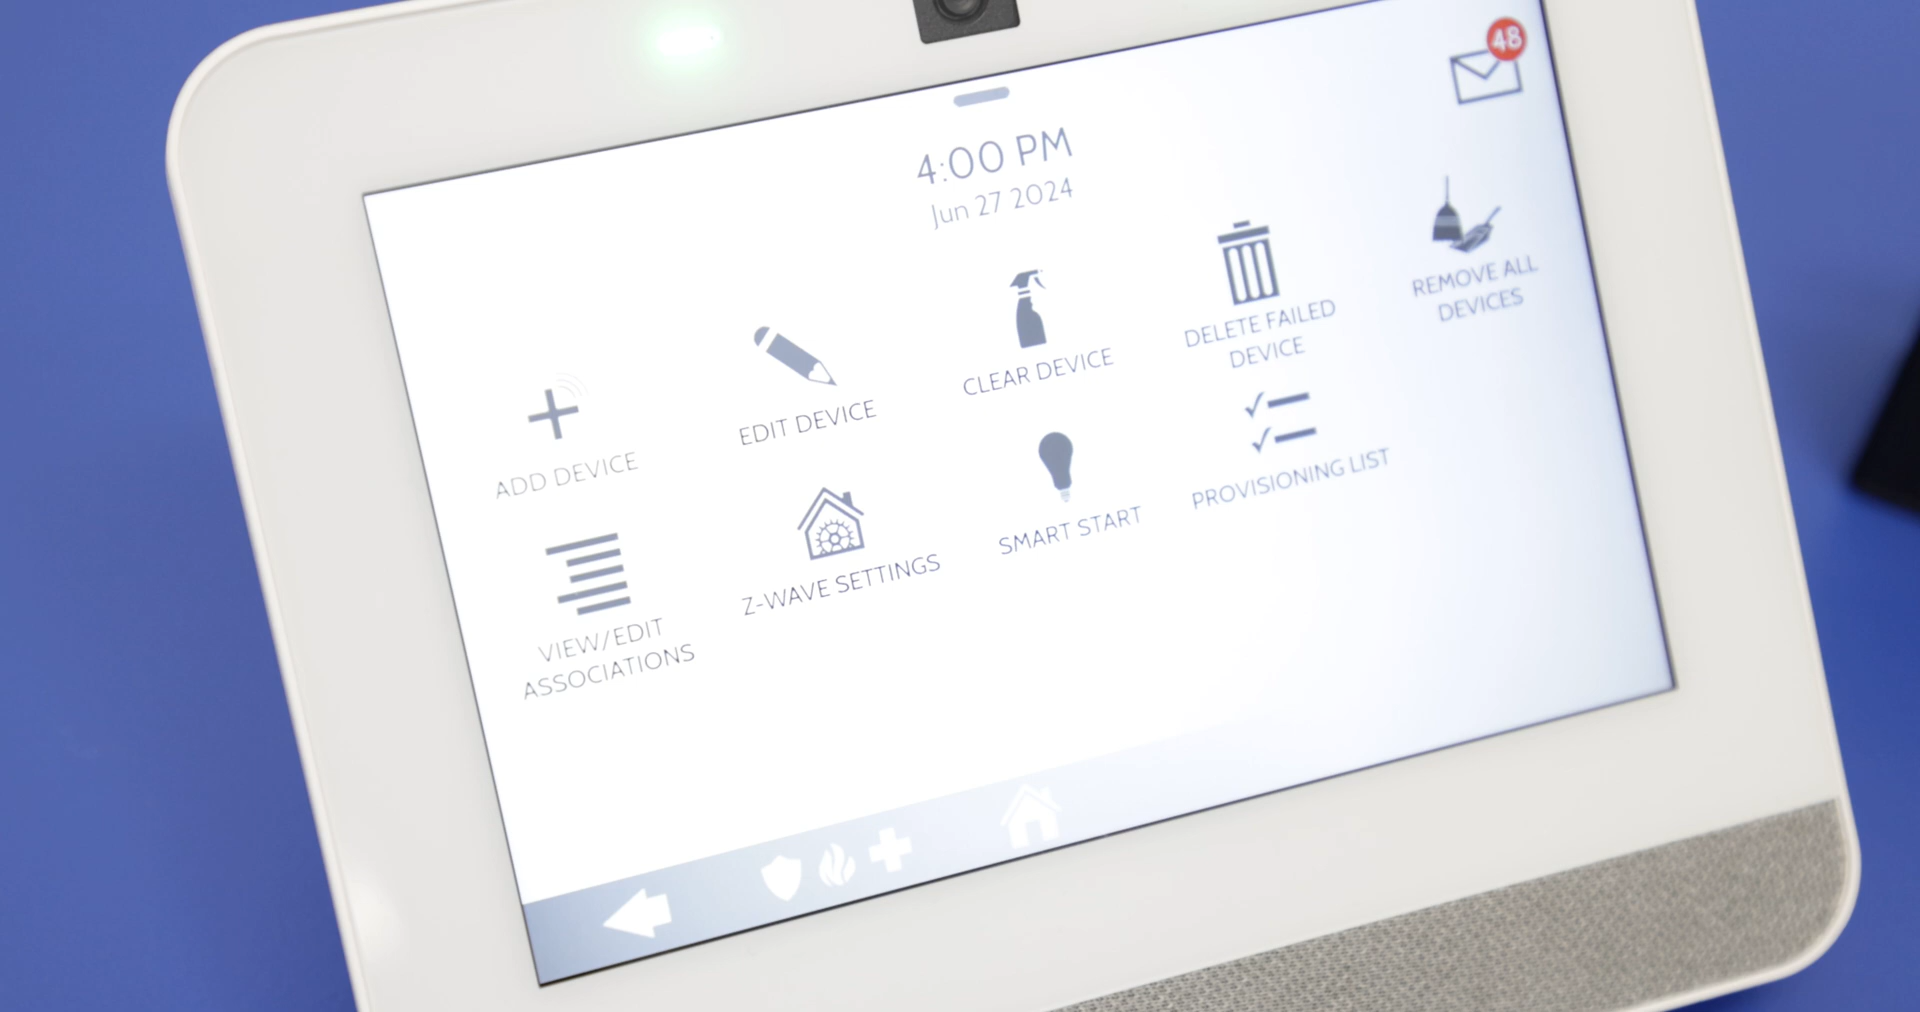 48
4:00 PM
Jun 27 2024
ADD DEVICE
EDIT DEVICE
CLEAR DEVICE
DELETE FAILED
DEVICE
REMOVE ALL
DEVICES
VIEW/EDIT
ASSOCIATIONS
Z-WAVE SETTINGS
SMART START
PROVISIONING LIST